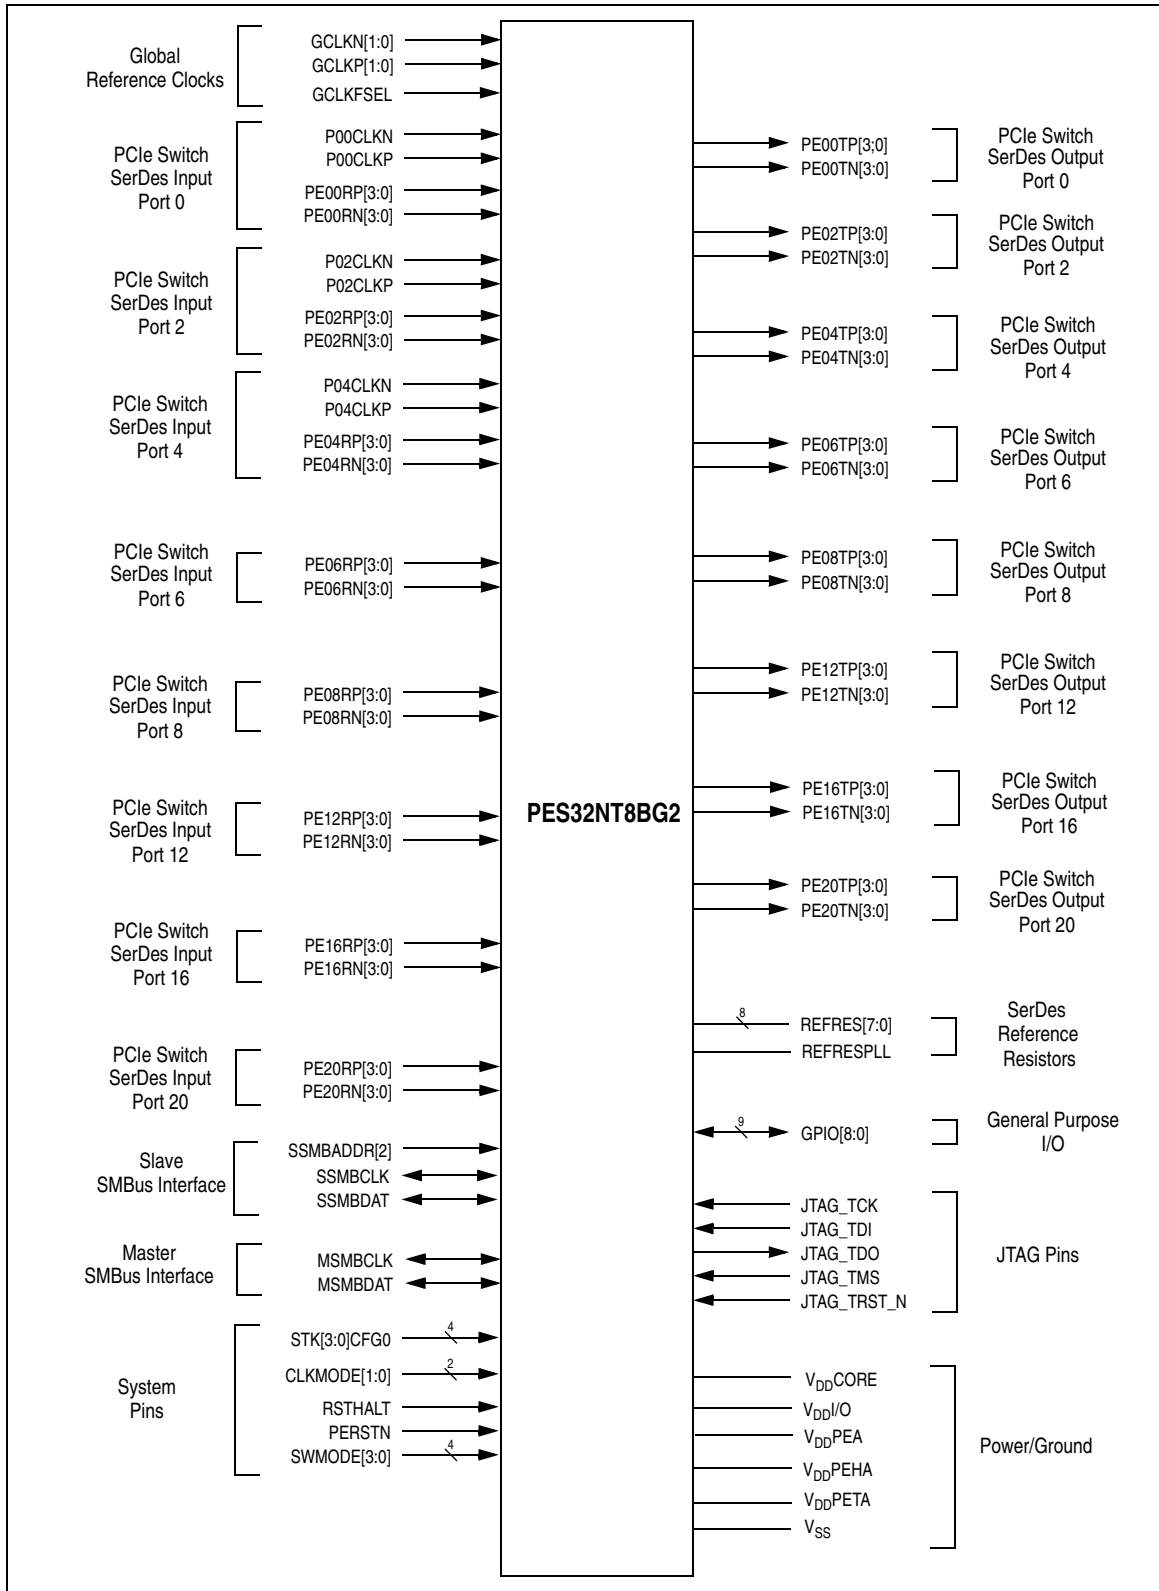 Global
Reference Clocks
GCLKN[1:0]
GCLKP[1:0]
GCLKFSEL
PCIe Switch
SerDes Input
Port 0
P00CLKN
P00CLKP
PE00RP[3:0]
PE00RN[3:0]
PCIe Switch
SerDes Input
Port 2
P02CLKN
P02CLKP
PE02RP[3:0]
PE02RN[3:0]
PCIe Switch
SerDes Input
Port 4
P04CLKN
P04CLKP
PE04RP[3:0]
PE04RN[3:0]
PCIe Switch
SerDes Input
Port 6
PE06RP[3:0]
PE06RN[3:0]
PCIe Switch
SerDes Input
Port 8
PE08RP[3:0]
PE08RN[3:0]
PCIe Switch
SerDes Input
Port 12
PE12RP[3:0]
PE12RN[3:0]
PCIe Switch
SerDes Input
Port 16
PE16RP[3:0]
PE16RN[3:0]
PCIe Switch
SerDes Input
Port 20
PE20RP[3:0]
PE20RN[3:0]
Slave
SMBus Interface
SSMBADDR[2]
SSMBCLK
SSMBDAT
Master
SMBus Interface
MSMBCLK
MSMBDAT
System
Pins
STK[3:0]CFG0
4
CLKMODE[1:0]
2
RSTHALT
PERSTN
SWMODE[3:0]
4
PES32NT8BG2
PE00TP[3;0]
PE00TN[3:0]
PCIe Switch
SerDes Output
Port 0
PE02TP[3:0]
PE02TN[3:0]
PCIe Switch
SerDes Output
Port 2
PE04TP[3:0]
PE04TN[3:0]
PCIe Switch
SerDes Output
Port 4
PE06TP[3:0]
PE06TN[3:0]
PCIe Switch
SerDes Output
Port 6
PE08TP[3:0]
PE08TN[3:0]
PCIe Switch
SerDes Output
Port 8
PE12TP[3:0]
PE12TN[3:0]
PCIe Switch
SerDes Output
Port 12
PE16TP[3:0]
PE16TN[3:0]
PCIe Switch
SerDes Output
Port 16
PE20TP[3:0]
PE20TN[3:0]
PCIe Switch
SerDes Output
Port 20
8
REFRES[7:0]
REFRESPLL
SerDes
Reference
Resistors
9
GPIO[8:0]
General Purpose
I/O
JTAG_TCK
JTAG_TDI
JTAG_TDO
JTAG_TMS
JTAG_TRST_N
JTAG Pins
VDDCORE
VDDI/O
VDDPEA
VDDPEHA
VDDPETA
VSS
Power/Ground